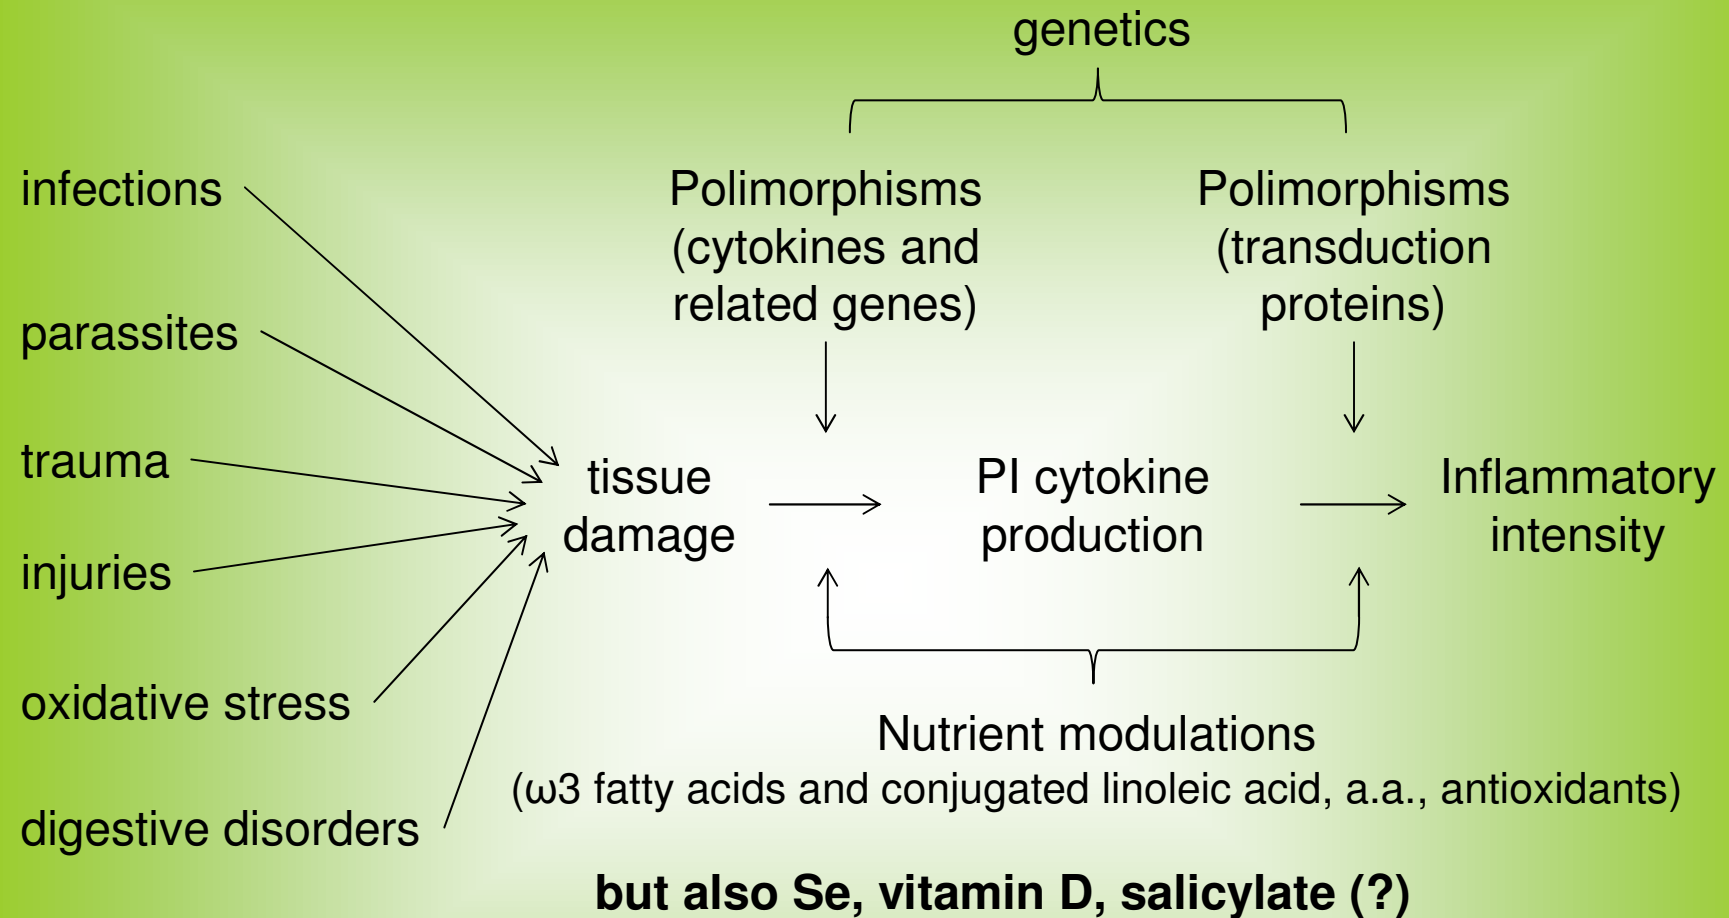 genetics
infections
parassites
trauma
injuries
oxidative stress
digestive disorders
Polimorphisms
(cytokines and
related genes)
Polimorphisms
(transduction
proteins)
tissue
damage
PI cytokine
production
Inflammatory
intensity
Nutrient modulations
(ω3 fatty acids and conjugated linoleic acid, a.a., antioxidants)
but also Se, vitamin D, salicylate (?)